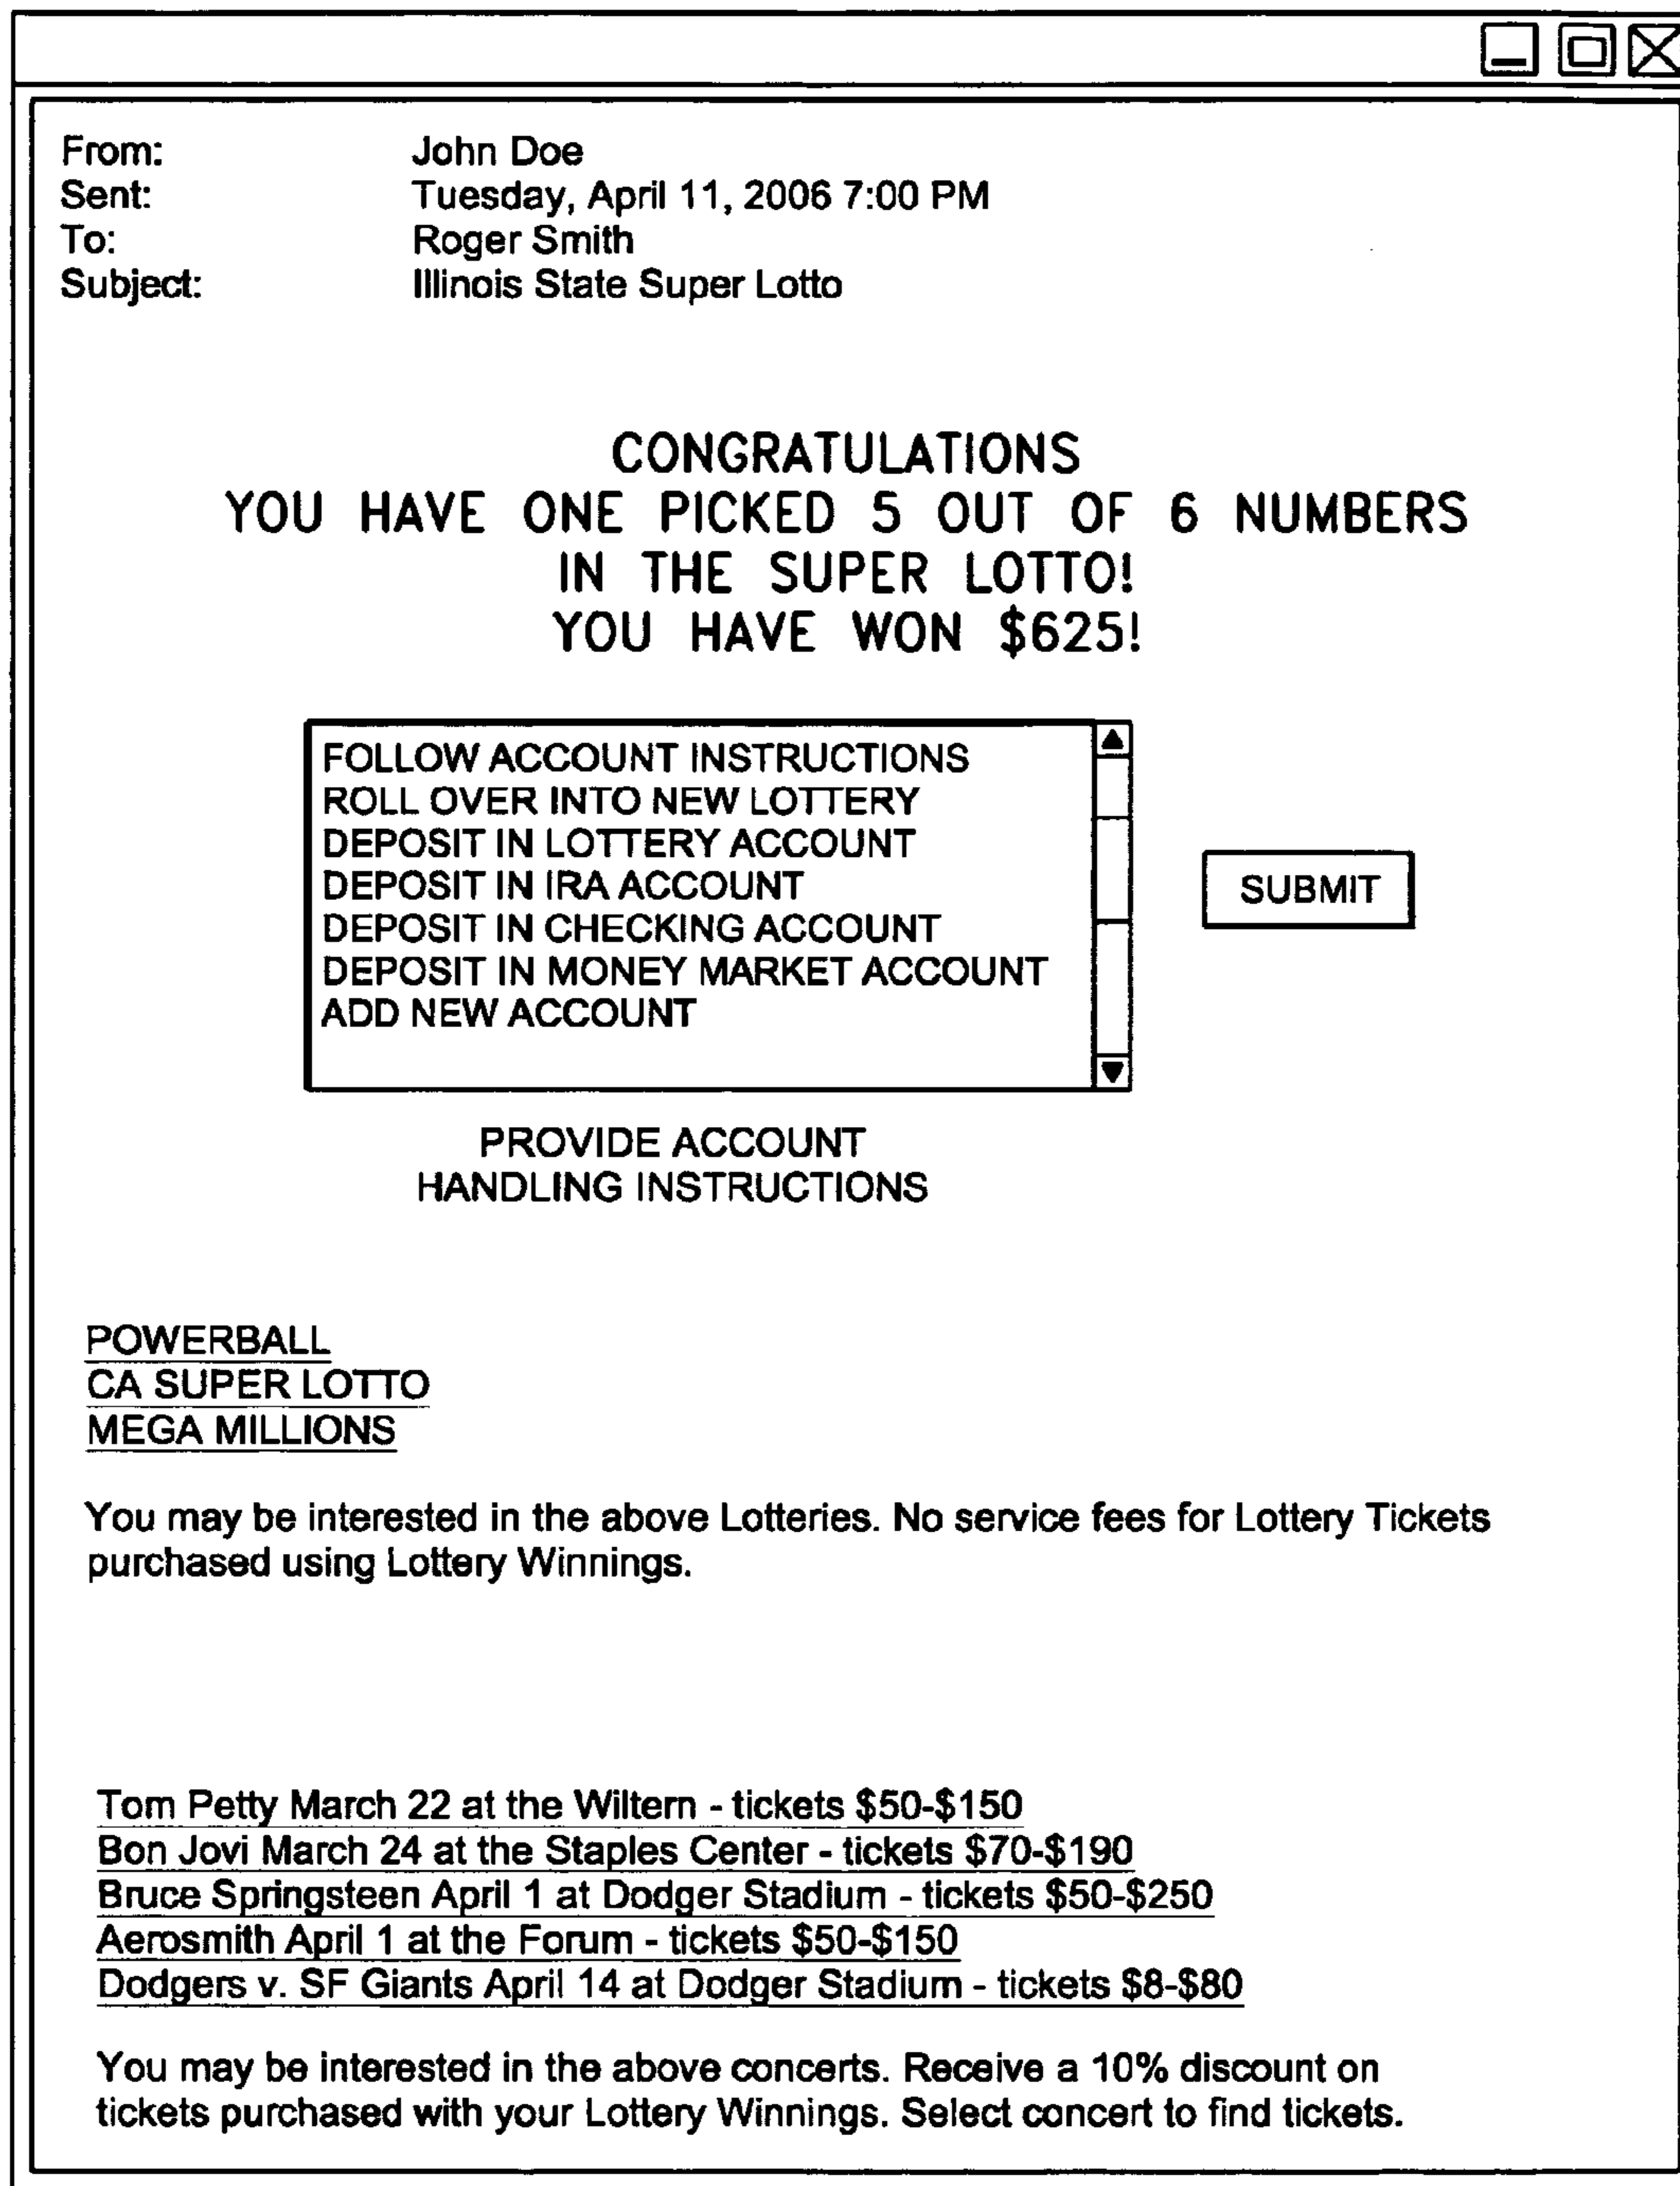 From: John Doe
Sent: Tuesday, April 11, 2006 7:00 PM
To: Roger Smith
Subject: Illinois State Super Lotto
CONGRATULATIONS
YOU HAVE ONE PICKED 5 OUT OF 6 NUMBERS
IN THE SUPER LOTTO!
YOU HAVE WON $625!
FOLLOW ACCOUNT INSTRUCTIONS
ROLL OVER INTO NEW LOTTERY
DEPOSIT IN LOTTERY ACCOUNT
DEPOSIT IN IRA ACCOUNT
DEPOSIT IN CHECKING ACCOUNT
DEPOSIT IN MONEY MARKET ACCOUNT
ADD NEW ACCOUNT
SUBMIT
PROVIDE ACCOUNT
HANDLING INSTRUCTIONS
POWERBALL
CA SUPER LOTTO
MEGA MILLIONS
You may be interested in the above Lotteries. No service fees for Lottery Tickets
purchased using Lottery Winnings.
Tom Petty March 22 at the Wiltern - tickets $50-$150
Bon Jovi March 24 at the Staples Center - tickets $70-$190
Bruce Springsteen April 1 at Dodger Stadium - tickets $50-$250
Aerosmith April 1 at the Forum - tickets $50-$150
Dodgers v. SF Giants April 14 at Dodger Stadium - tickets $8-$80
You may be interested in the above concerts. Receive a 10% discount on
tickets purchased with your Lottery Winnings. Select concert to find tickets.